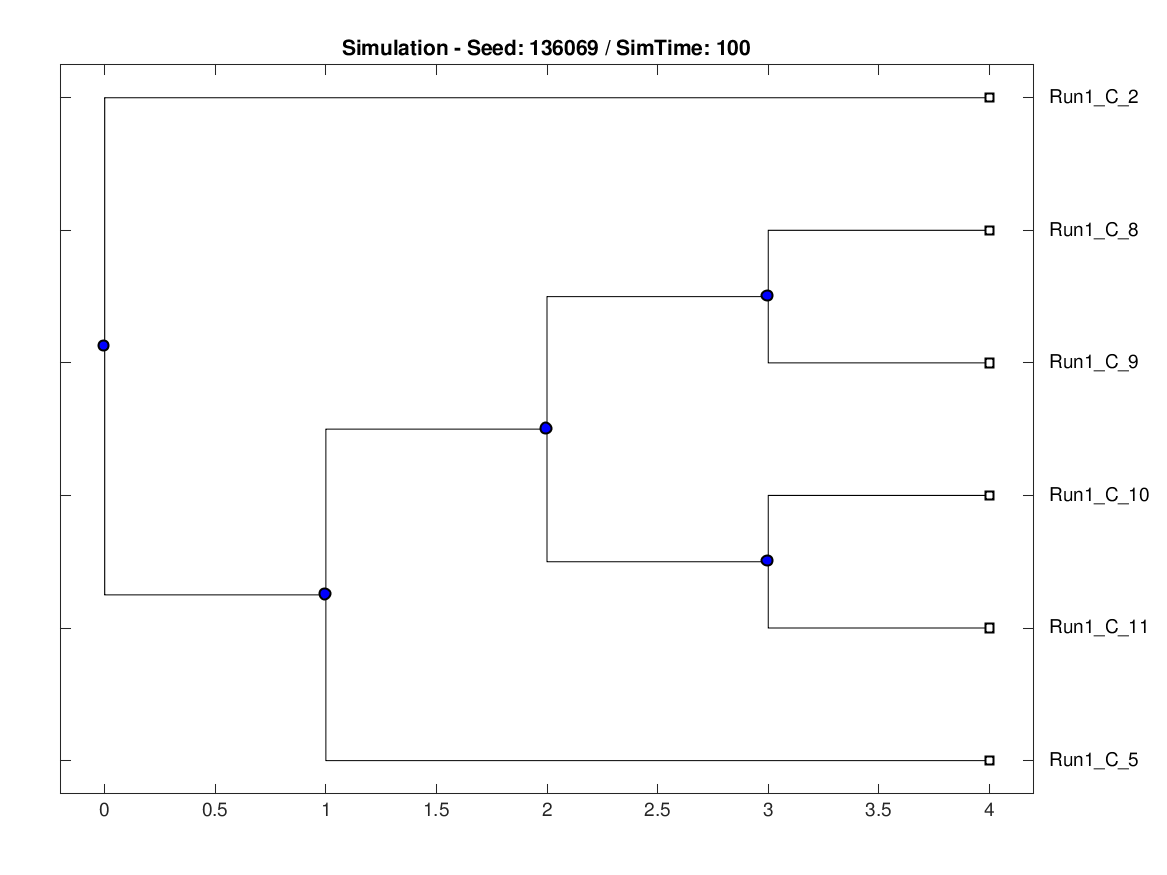 Simulation - Seed: 136069 / SimTime: 100
Run1_C_2
Run1_C_8
Run1_C_9
Run1_C_10
Run1_C_11
Run1_C_5
0 0.5 1 1.5 2 2.5 3 3.5 4